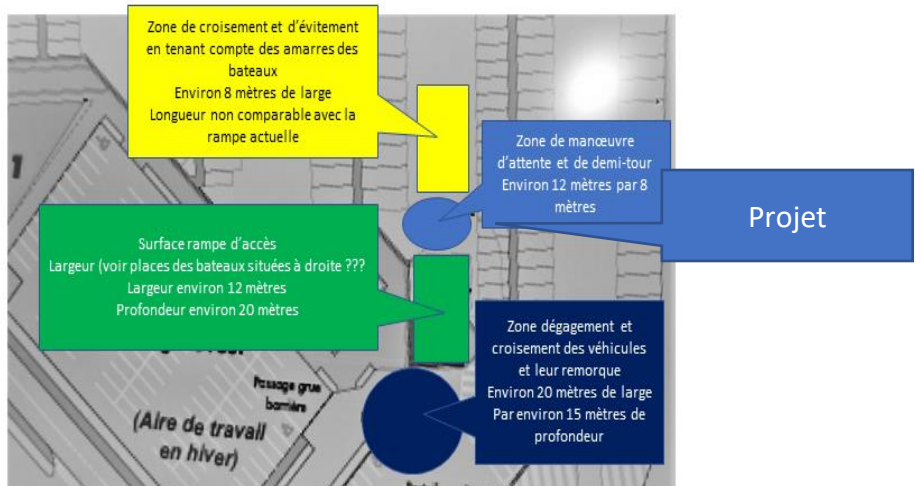 Zone de croisement et d'évitement
en tenant compte des amarres des
bateaux
Environ 8 mètres de large
Longueur non comparable avec la
rampe actuelle
Zone de manœuvre
d'attente et de demi-tour
Environ 12 mètres par 8
mètres
Projet
Surface rampe d'accès
Largeur (voir places des bateaux situées à droite ???
Largeur environ 12 mètres
Profondeur environ 20 mètres
Zone dégagement et
croisement des véhicules
et leur remorque
Environ 20 mètres de large
Par environ 15 mètres de
profondeur
1
Passage grue
barrière
(Aire de travail
en hiver)